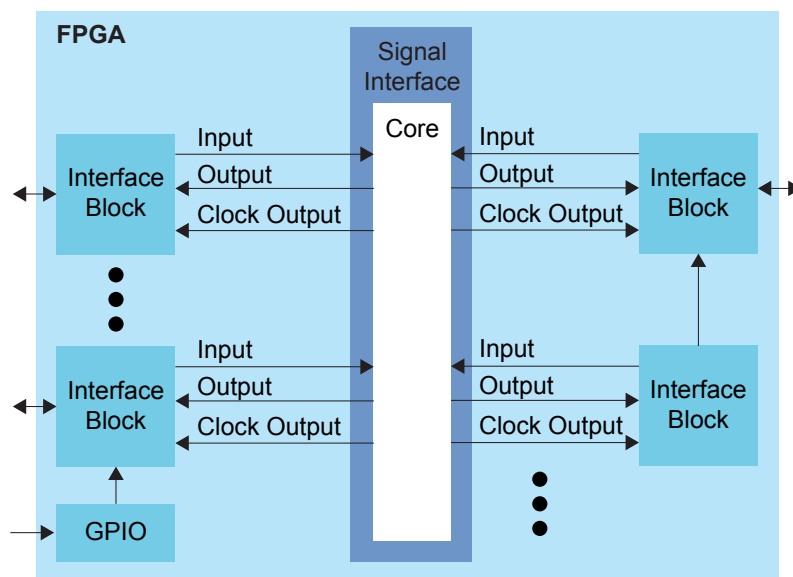 FPGA
Signal
Interface
Core
Input
Output
Clock Output
Interface
Block
Input
Output
Clock Output
Interface
Block
Input
Output
Clock Output
Interface
Block
Input
Output
Clock Output
Interface
Block
GPIO